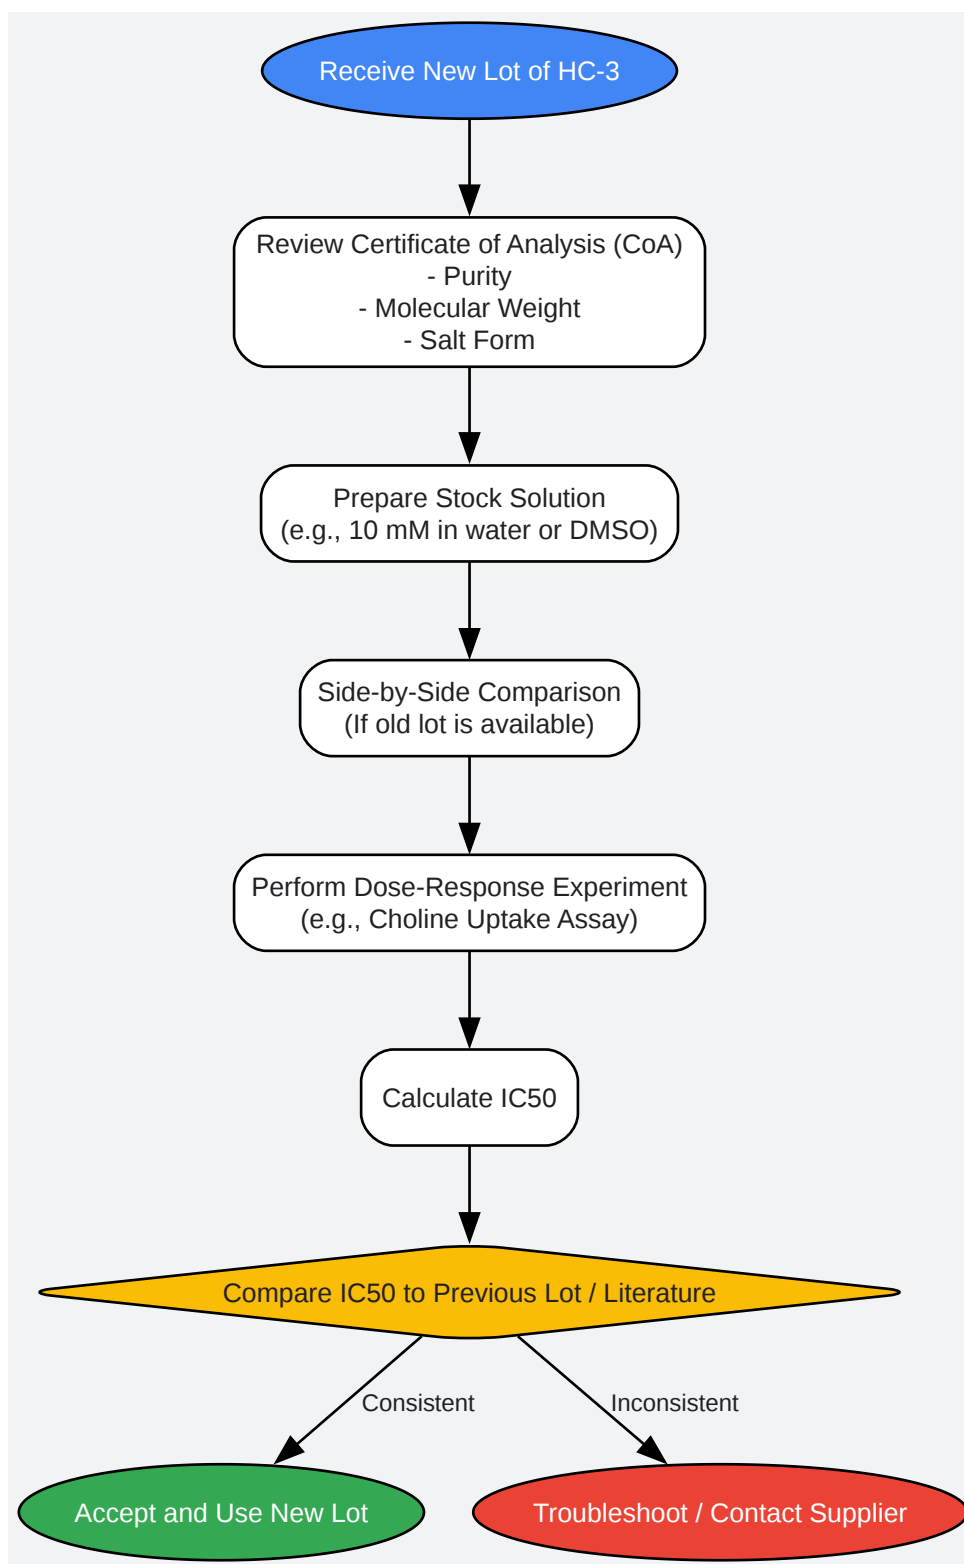 Receive New Lot of HC-3
Review Certificate of Analysis (CoA)
- Purity
- Molecular Weight
- Salt Form
Prepare Stock Solution
(e.g., 10 mM in water or DMSO)
Side-by-Side Comparison
(If old lot is available)
Perform Dose-Response Experiment
(e.g., Choline Uptake Assay)
Calculate IC50
Compare IC50 to Previous Lot / Literature
Consistent
Inconsistent
Accept and Use New Lot
Troubleshoot / Contact Supplier